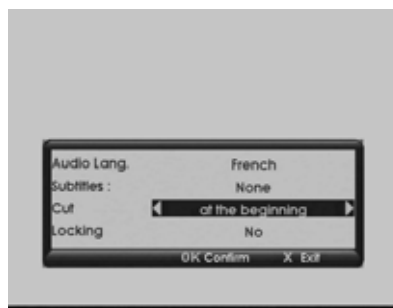 Audio Lang. French
Subtitles : None
Cut at the beginning
Locking No
OK Confirm X Exit